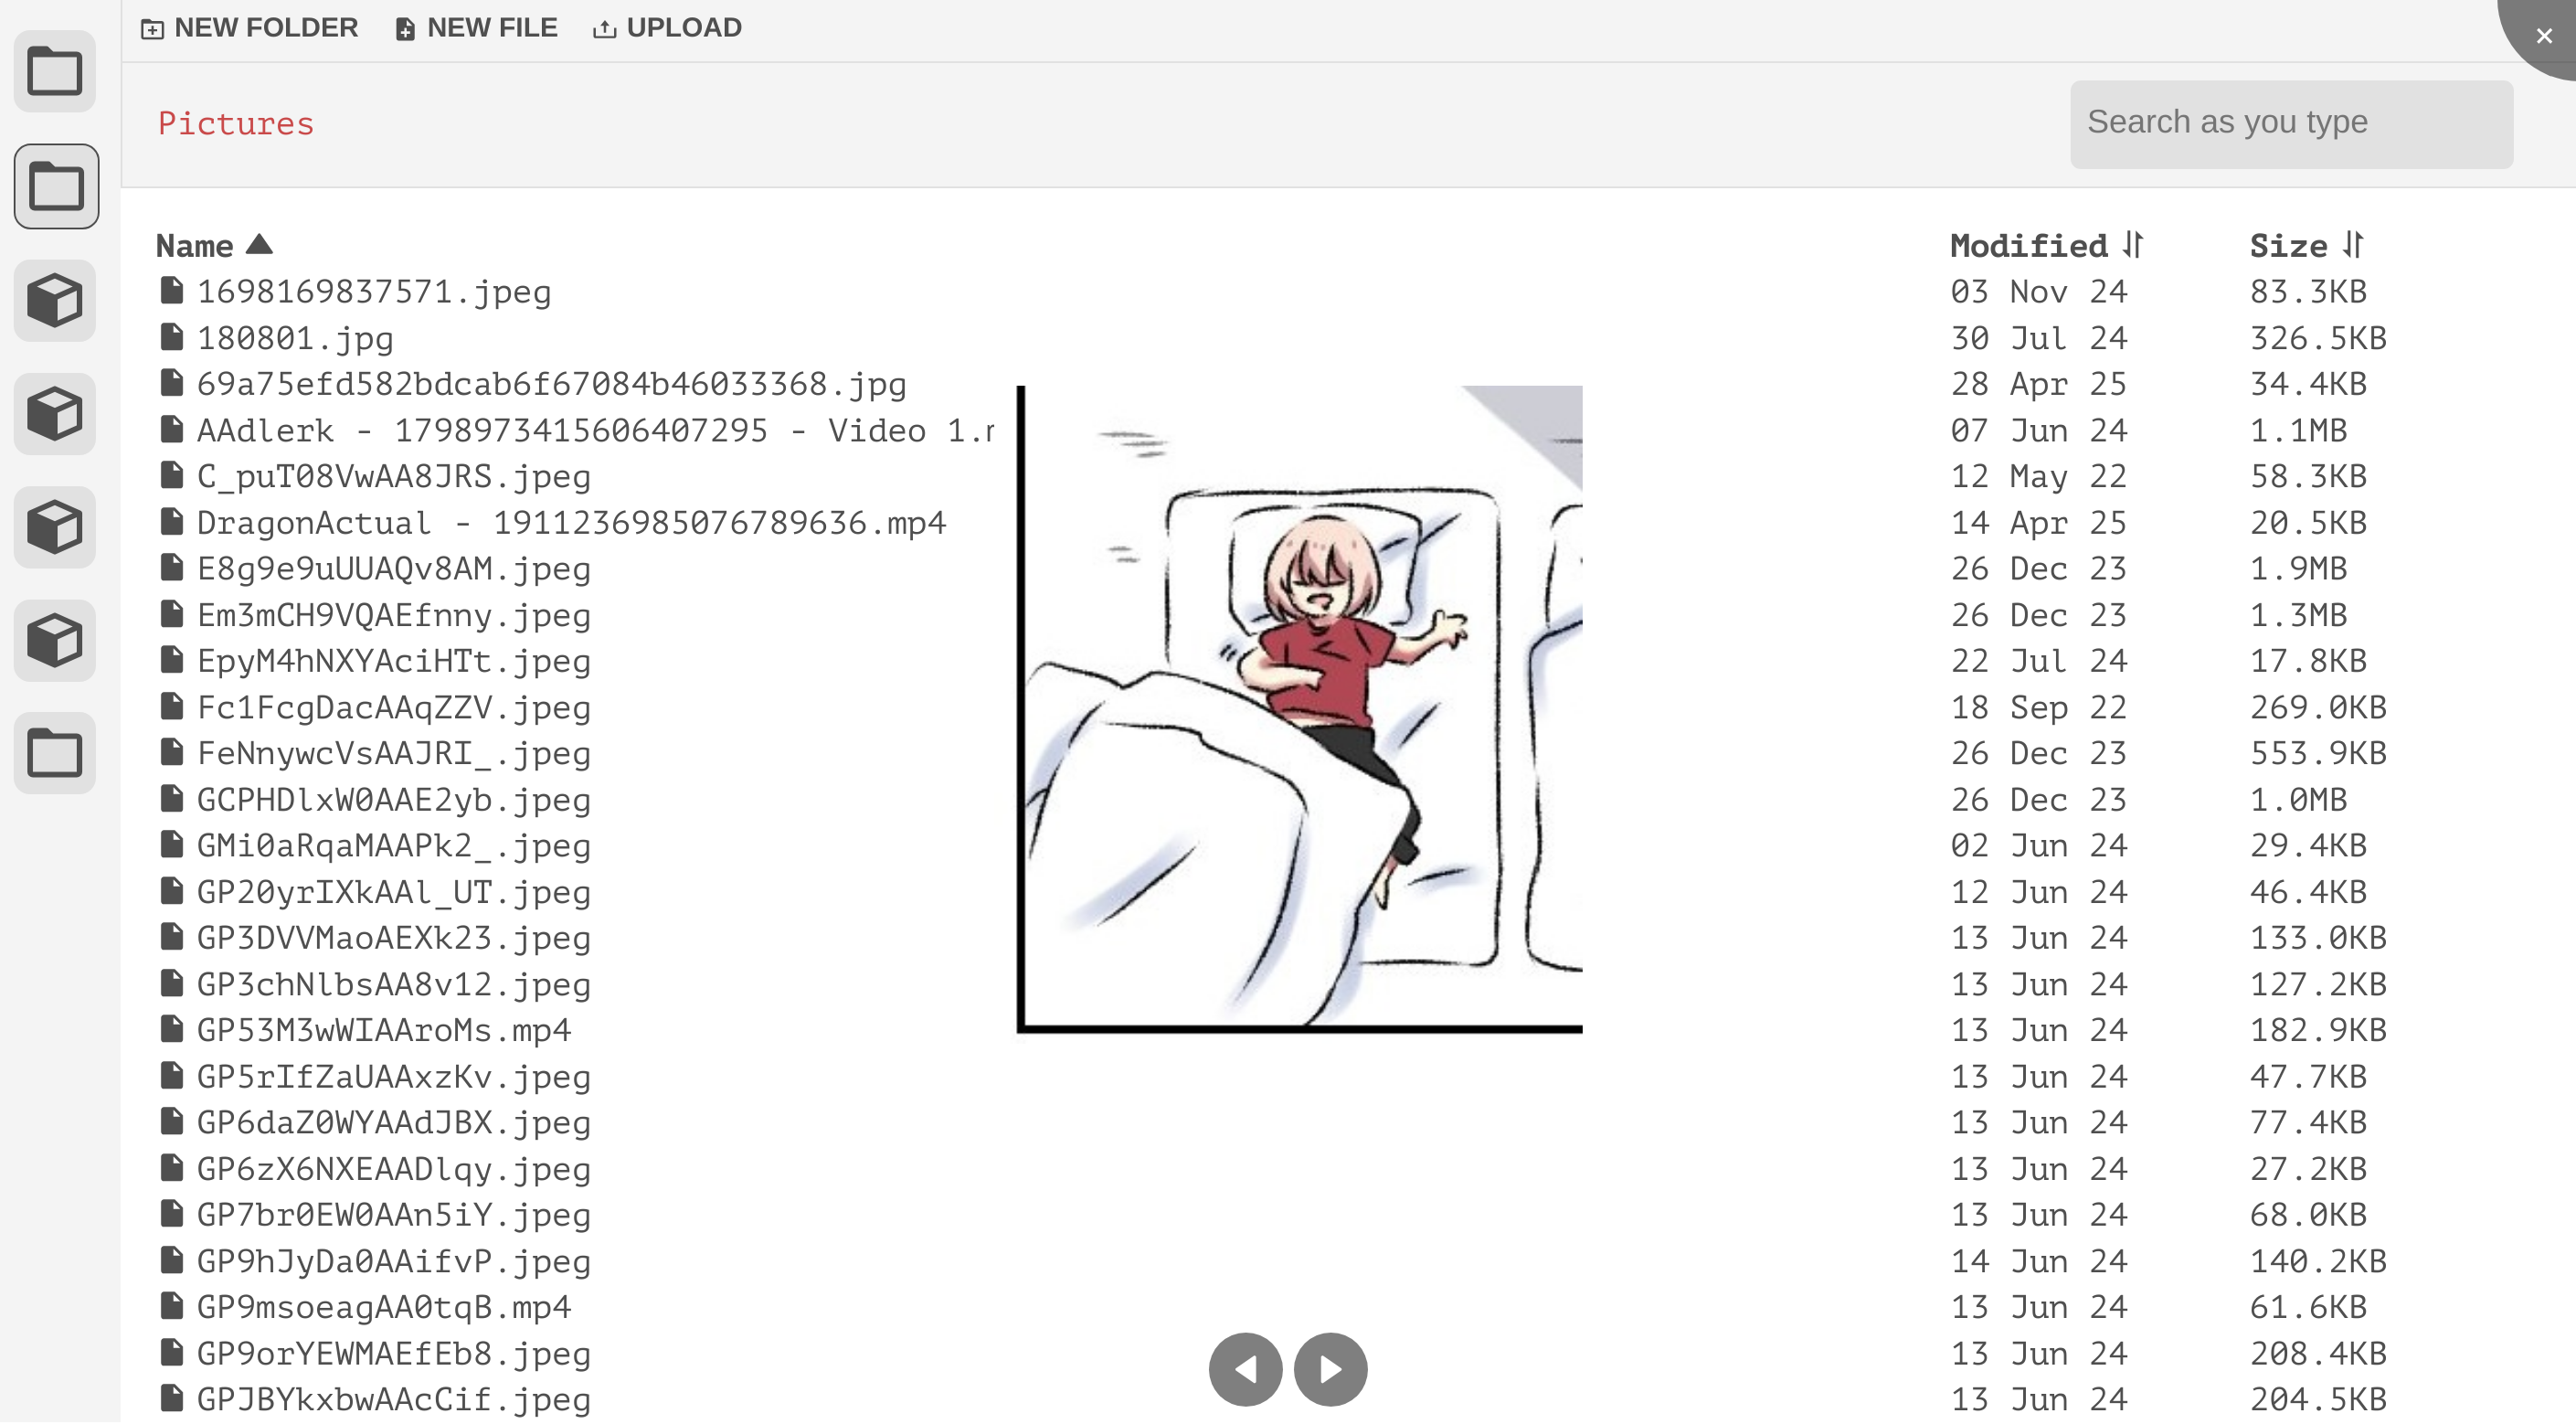 NEW FOLDER NEW FILE UPLOAD
Pictures Search as you type
Name Modified Size
1698169837571.jpeg 03 Nov 24 83.3KB
180801.jpg 30 Jul 24 326.5KB
69a75efd582bdcab6f67084b46033368.jpg 28 Apr 25 34.4KB
AAdlerk - 1798973415606407295 - Video 1. 07 Jun 24 1.1MB
C_puT08VwAA8JRS.jpeg 12 May 22 58.3KB
DragonActual - 1911236985076789636.mp4 14 Apr 25 20.5KB
E8g9e9uUUAQv8AM.jpeg 26 Dec 23 1.9MB
Em3mCH9VQAEfnny.jpeg 26 Dec 23 1.3MB
EpyM4hNXYAciHTt.jpeg 22 Jul 24 17.8KB
Fc1FcgDacAAqZZV.jpeg 18 Sep 22 269.0KB
FeNnywcVsAAJRI_.jpeg 26 Dec 23 553.9KB
GCPHDlxW0AAE2yb.jpeg 26 Dec 23 1.0MB
GMi0aRqaMAAPk2_.jpeg 02 Jun 24 29.4KB
GP20yrIXkAAl_UT.jpeg 12 Jun 24 46.4KB
GP3DVVMaoAEXk23.jpeg 13 Jun 24 133.0KB
GP3chNlbsAA8v12.jpeg 13 Jun 24 127.2KB
GP53M3wWIAAroMs.mp4 13 Jun 24 182.9KB
GP5rIfZaUAAxzKv.jpeg 13 Jun 24 47.7KB
GP6daZ0WYAAdJBX.jpeg 13 Jun 24 77.4KB
GP6zX6NXEAADlqy.jpeg 13 Jun 24 27.2KB
GP7br0EW0AAn5iY.jpeg 13 Jun 24 68.0KB
GP9hJyDa0AAifvP.jpeg 14 Jun 24 140.2KB
GP9msoeagAA0tqB.mp4 13 Jun 24 61.6KB
GP9orYEWMAEfEb8.jpeg 13 Jun 24 208.4KB
GPJBYkxbwAAcCif.jpeg 13 Jun 24 204.5KB